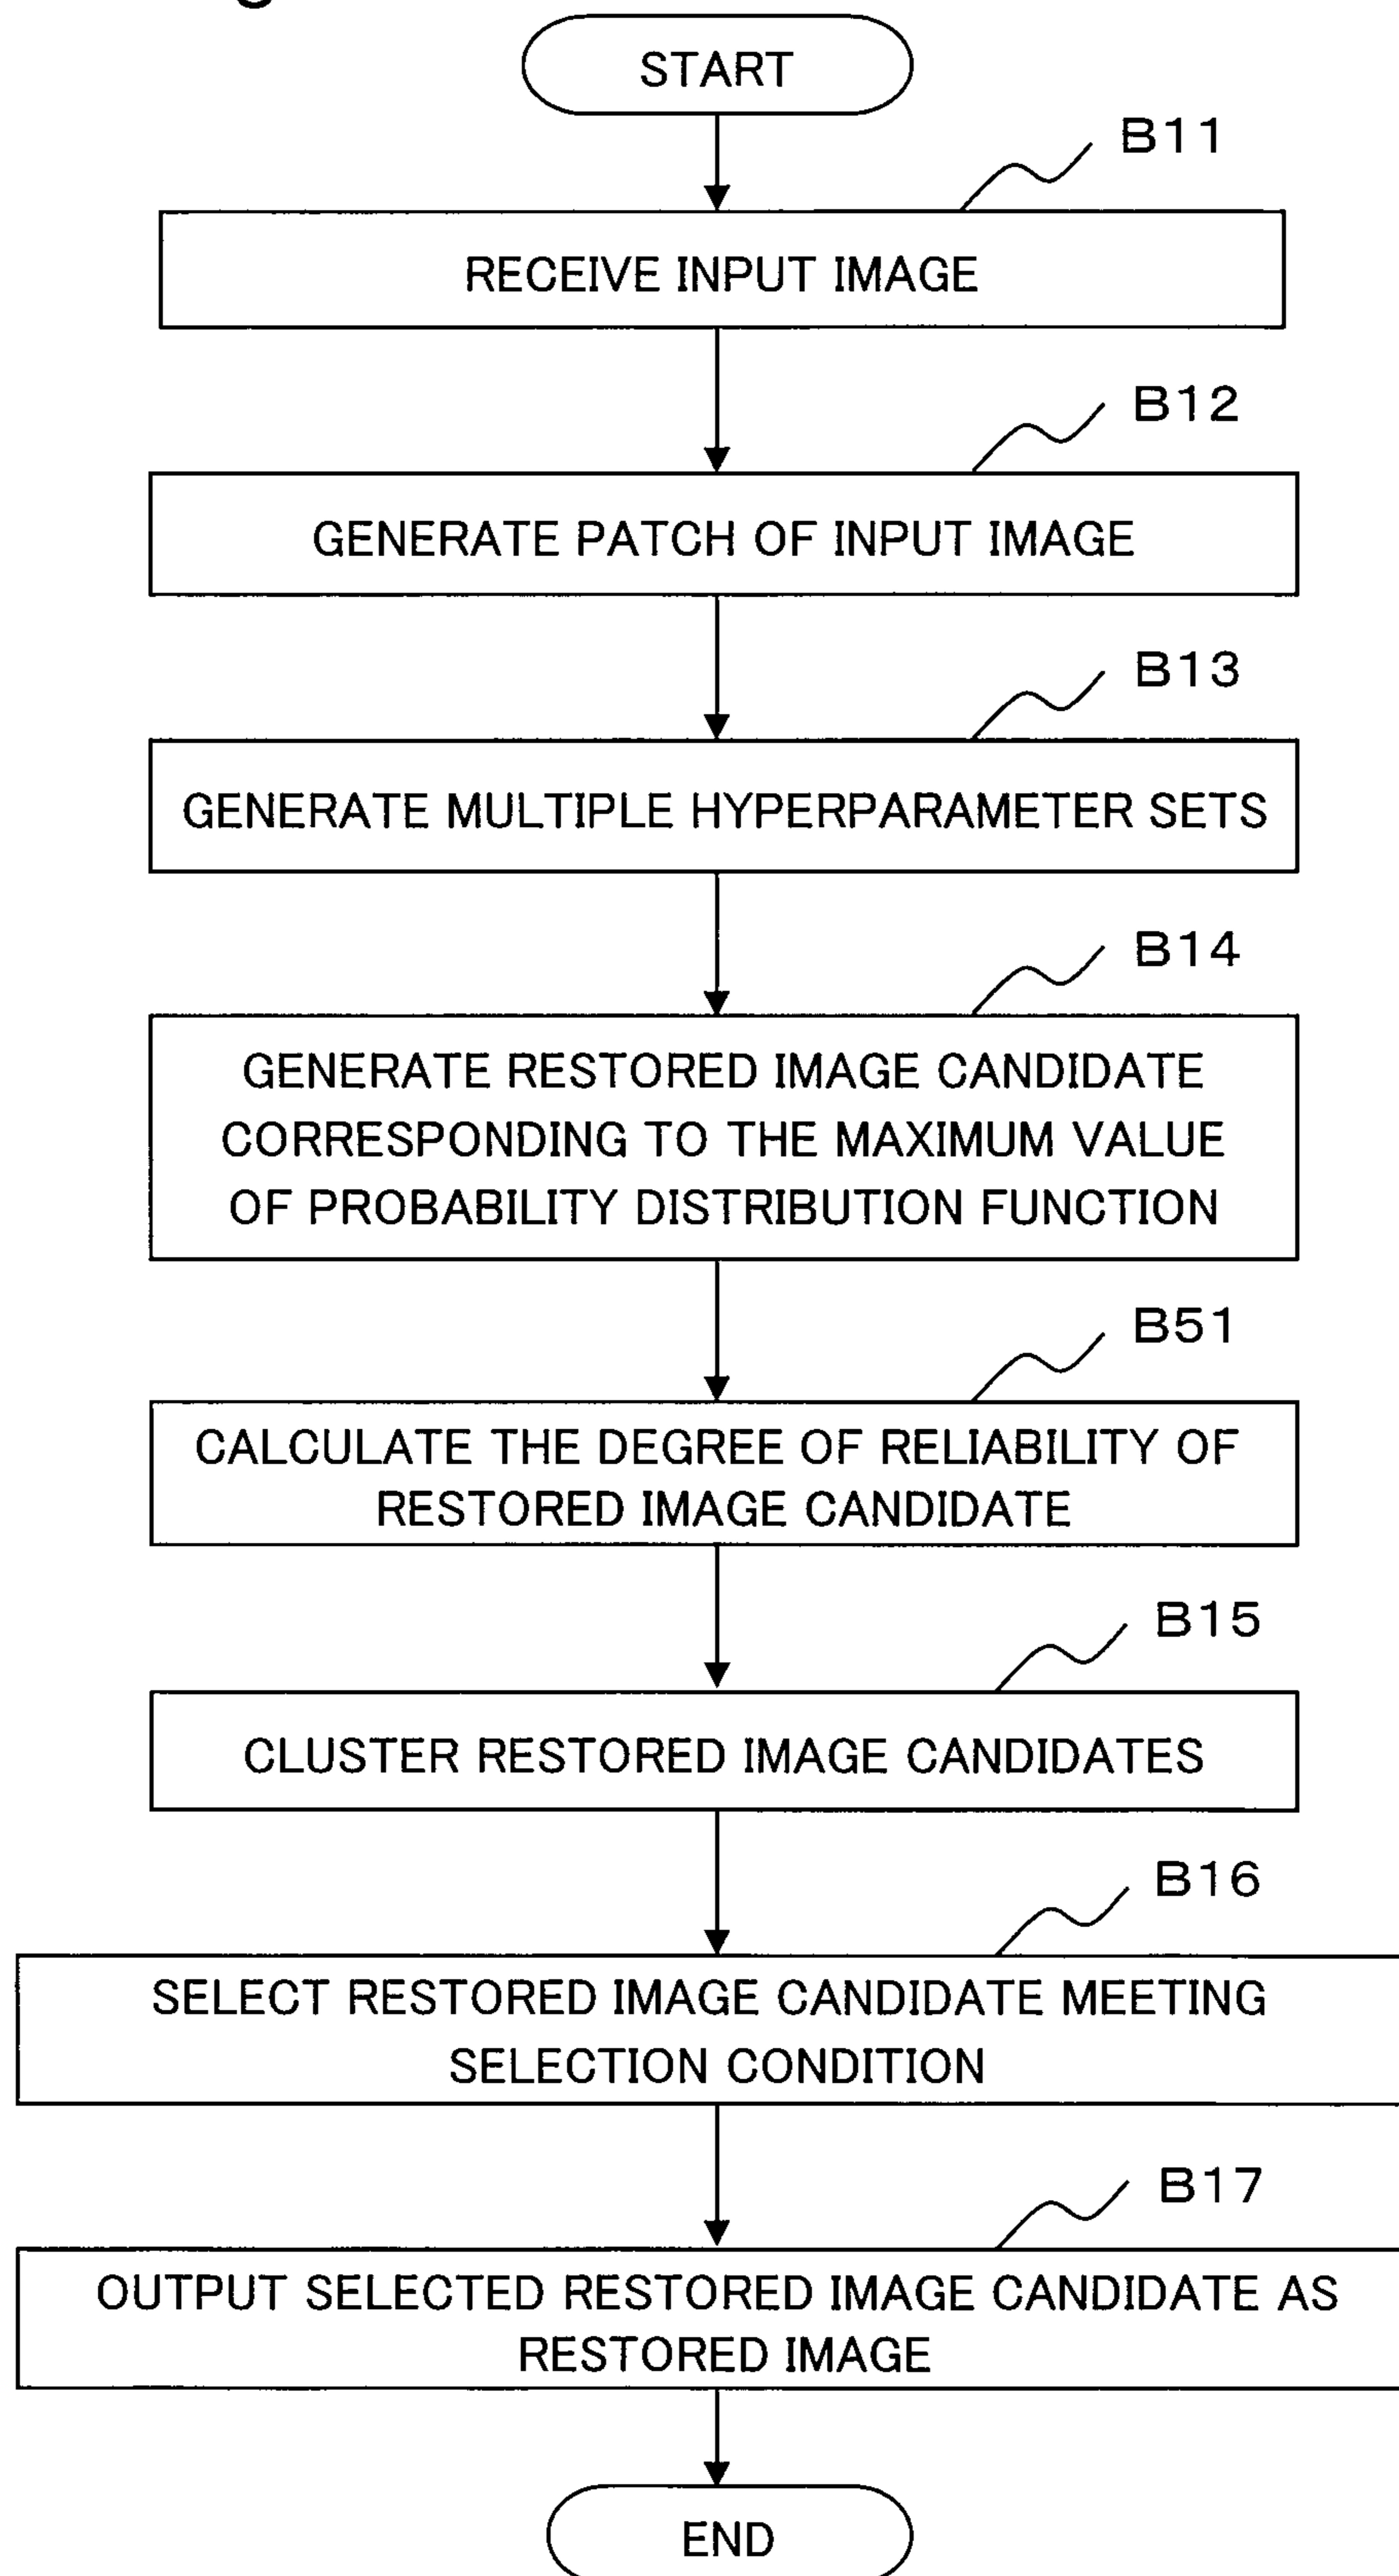 START
B11
RECEIVE INPUT IMAGE
B12
GENERATE PATCH OF INPUT IMAGE
B13
GENERATE MULTIPLE HYPERPARAMETER SETS
B14
GENERATE RESTORED IMAGE CANDIDATE
CORRESPONDING TO THE MAXIMUM VALUE
OF PROBABILITY DISTRIBUTION FUNCTION
B51
CALCULATE THE DEGREE OF RELIABILITY OF
RESTORED IMAGE CANDIDATE
B15
CLUSTER RESTORED IMAGE CANDIDATES
B16
SELECT RESTORED IMAGE CANDIDATE MEETING
SELECTION CONDITION
B17
OUTPUT SELECTED RESTORED IMAGE CANDIDATE AS
RESTORED IMAGE
END